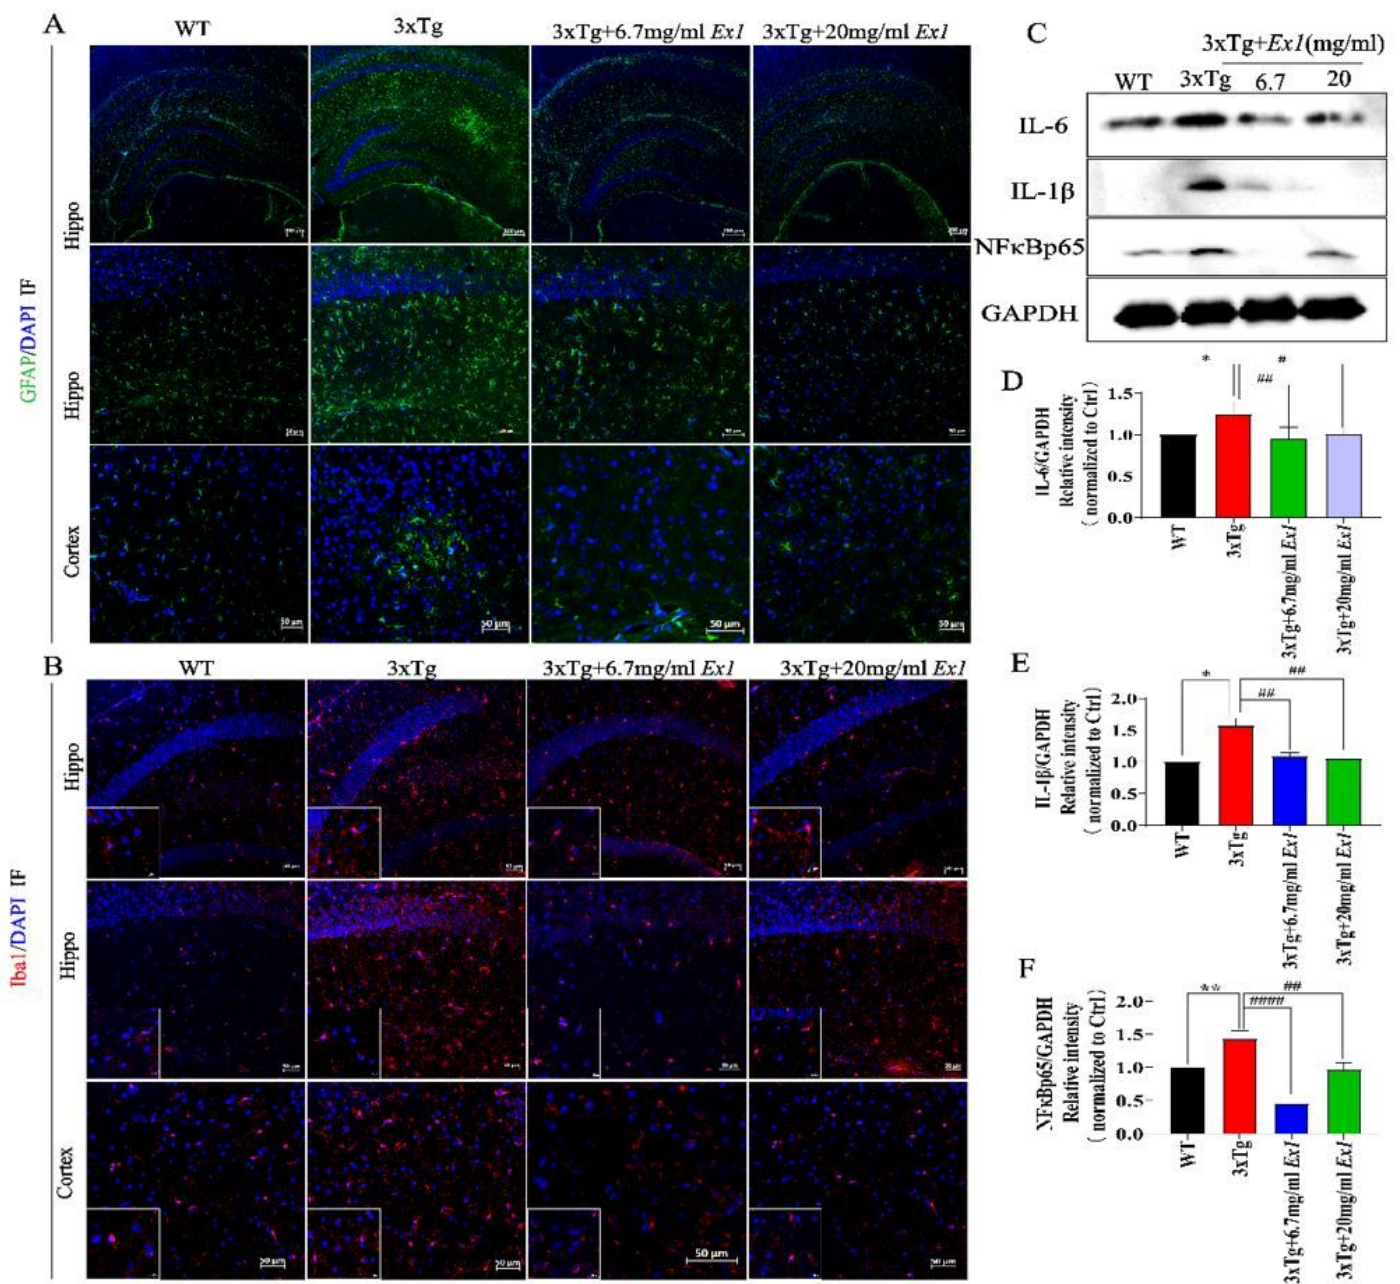 A
WT
3xTg
3xTg+6.7mg/ml Ex1
3xTg+20mg/ml Ex1
GFAP/DAPI IF
Hippo
Hippo
Cortex
50 μm
50 μm
50 μm
50 μm
B
WT
3xTg
3xTg+6.7mg/ml Ex1
3xTg+20mg/ml Ex1
Iba1/DAPI IF
Hippo
Hippo
Cortex
50 μm
50 μm
50 μm
50 μm
C
3xTg+Ex1(mg/ml)
WT
3xTg
6.7
20
IL-6
IL-1β
NFκBp65
GAPDH
D
IL-6/GAPDH
Relative intensity
( normalized to Ctrl)
1.5
1.0
0.5
0.0
*
#
##
WT
3xTg
3xTg+6.7mg/ml Ex1
3xTg+20mg/ml Ex1
E
IL-1β/GAPDH
Relative intensity
( normalized to Ctrl)
2.0
1.5
1.0
0.5
0.0
*
##
##
WT
3xTg
3xTg+6.7mg/ml Ex1
3xTg+20mg/ml Ex1
F
NFκBp65/GAPDH
Relative intensity
( normalized to Ctrl)
2.0
1.5
1.0
0.5
0.0
**
##
####
WT
3xTg
3xTg+6.7mg/ml Ex1
3xTg+20mg/ml Ex1